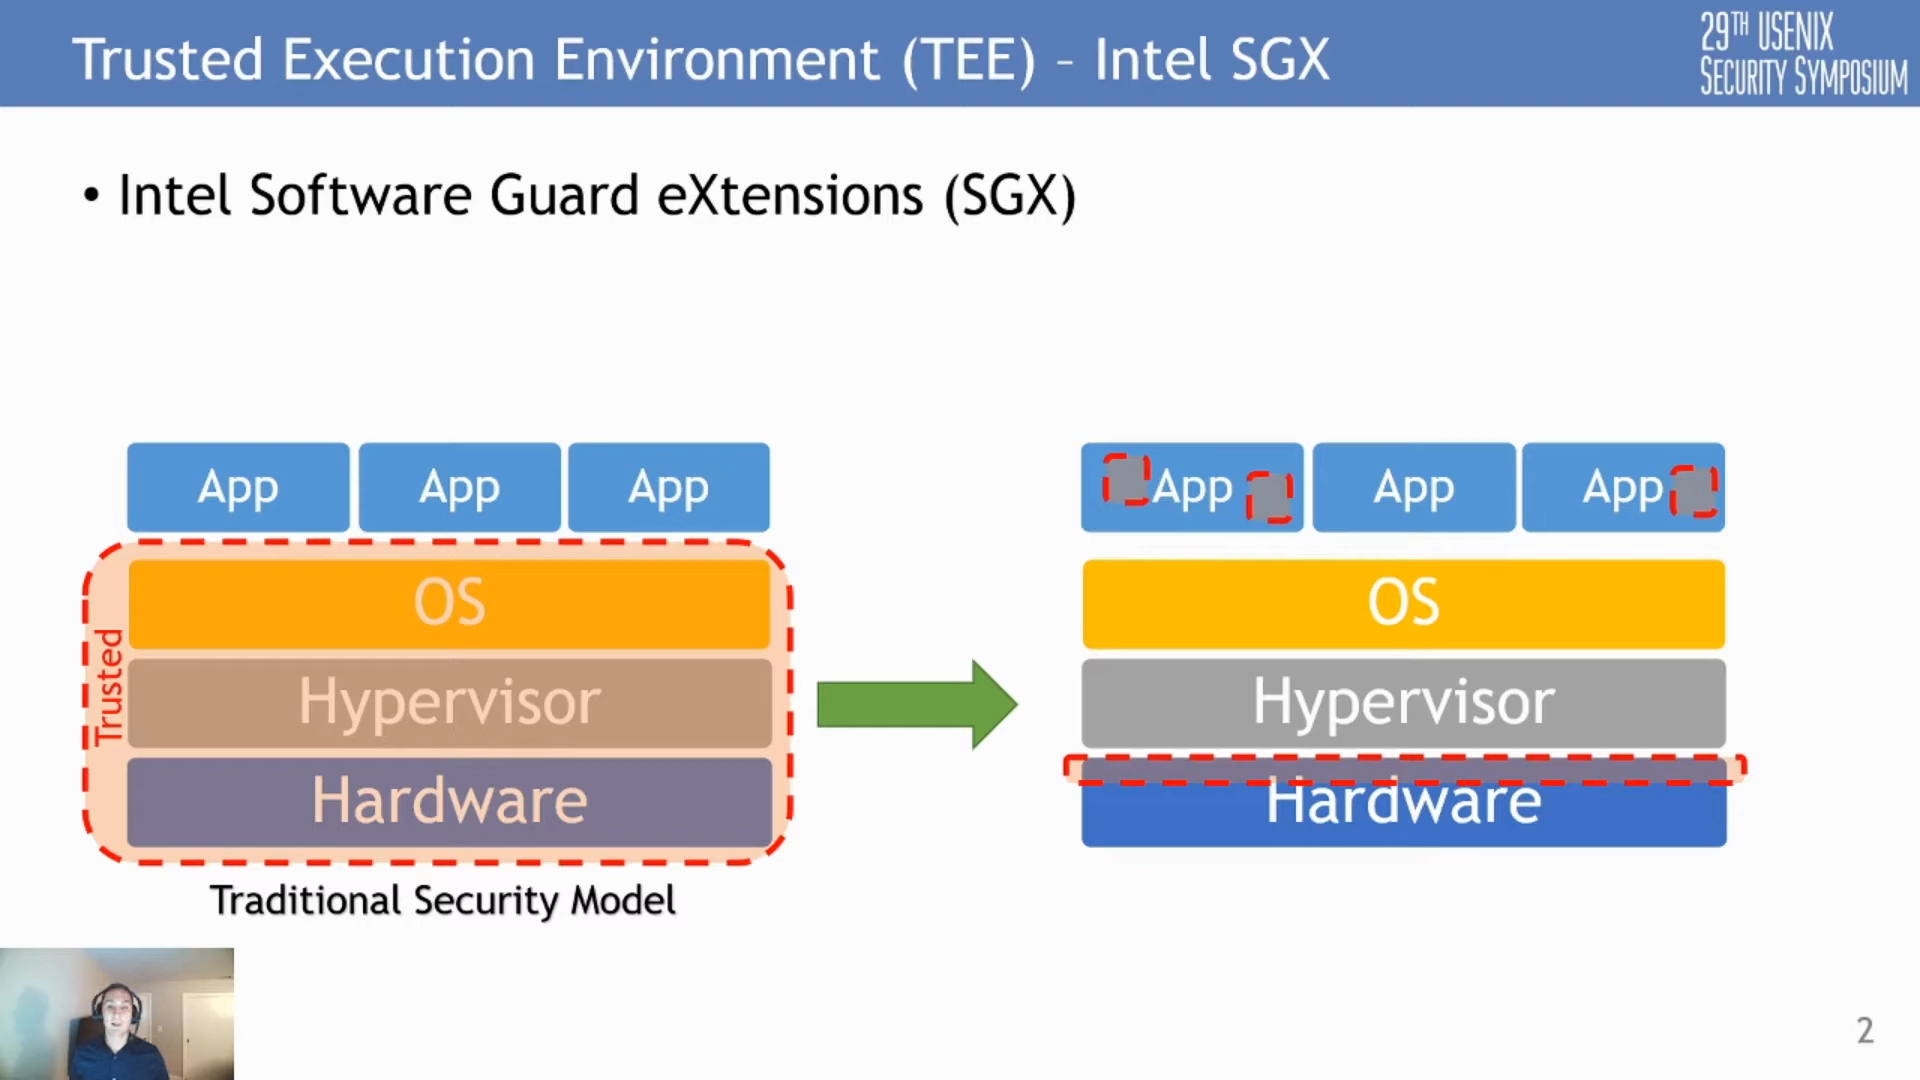 Trusted Execution Environment (TEE) – Intel SGX
29TH USENIX
SECURITY SYMPOSIUM
• Intel Software Guard eXtensions (SGX)
App App App
OS
Hypervisor
Hardware
Trusted
Traditional Security Model
App App App
OS
Hypervisor
Hardware
2